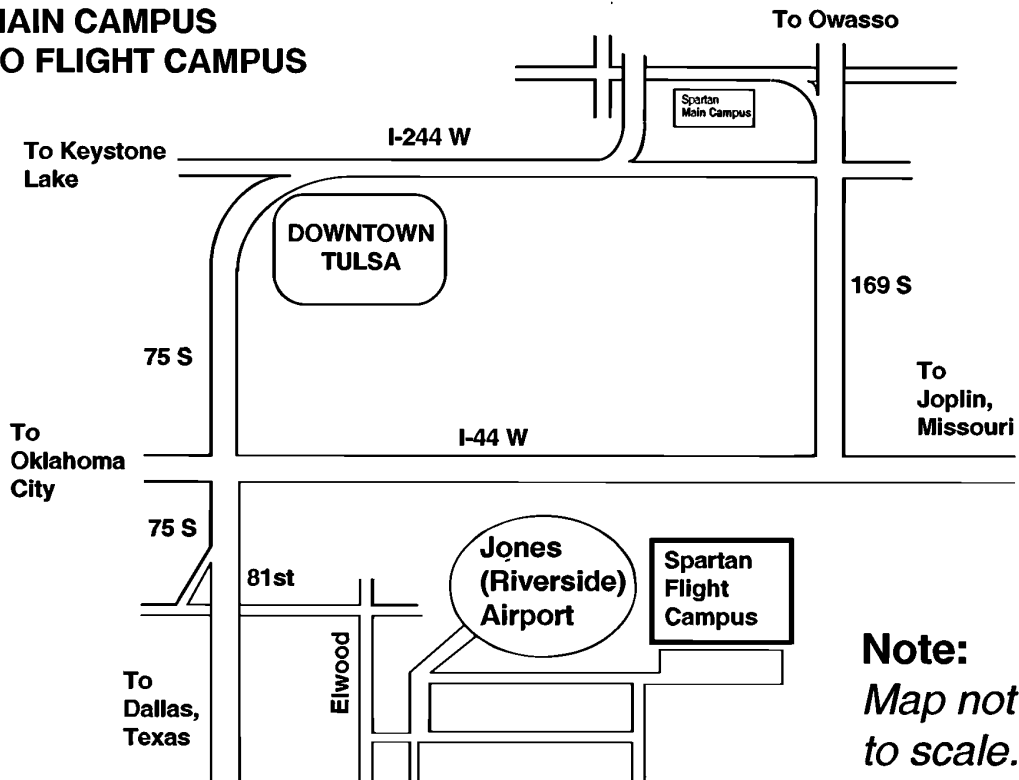 MAIN CAMPUS
O FLIGHT CAMPUS
To Owasso
Spartan
Main Campus
I-244 W
To Keystone
Lake
DOWNTOWN
TULSA
169 S
75 S
To
Joplin,
Missouri
To
Oklahoma
City
I-44 W
75 S
81st
Jones
(Riverside)
Airport
Spartan
Flight
Campus
Elwood
To
Dallas,
Texas
Note:
Map not
to scale.